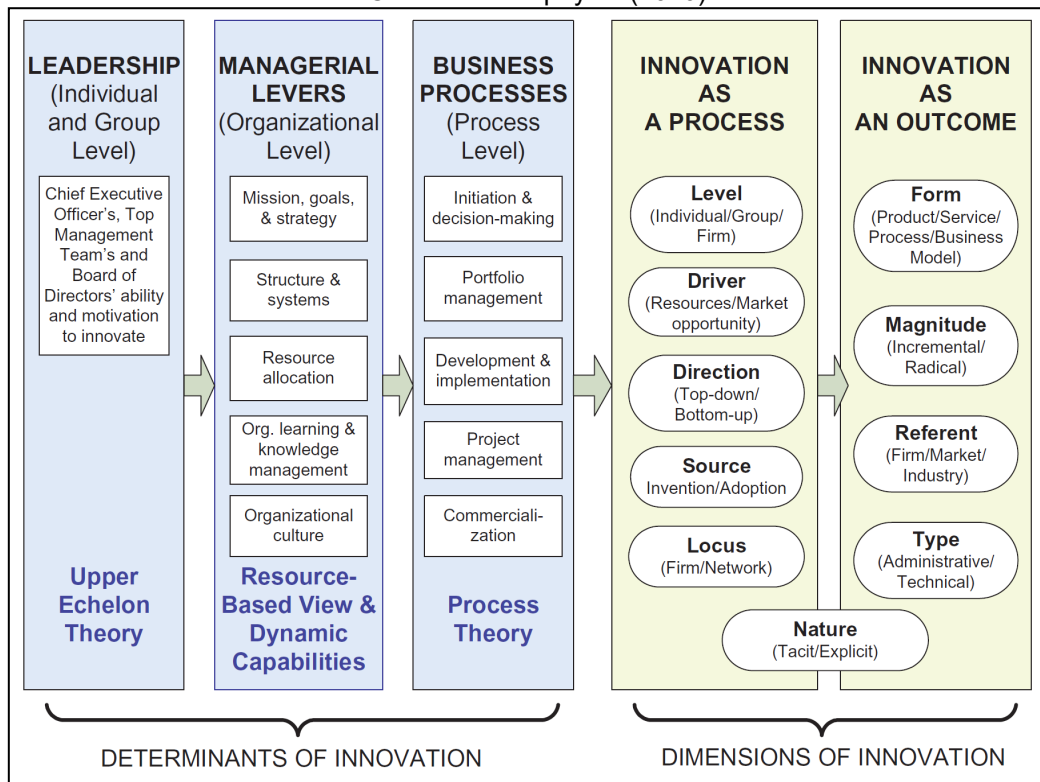 LEADERSHIP
(Individual
and Group
Level)
Chief Executive
Officer's, Top
Management
Team's and
Board of
Directors' ability
and motivation
to innovate
Upper
Echelon
Theory
MANAGERIAL
LEVERS
(Organizational
Level)
Mission, goals,
& strategy
Structure &
systems
Resource
allocation
Org. learning &
knowledge
management
Organizational
culture
Resource-
Based View &
Dynamic
Capabilities
BUSINESS
PROCESSES
(Process
Level)
Initiation &
decision-making
Portfolio
management
Development &
implementation
Project
management
Commerciali-
zation
Process
Theory
INNOVATION
AS
A PROCESS
Level
(Individual/Group/
Firm)
Driver
(Resources/Market
opportunity)
Direction
(Top-down/
Bottom-up)
Source
Invention/Adoption
Locus
(Firm/Network)
INNOVATION
AS
AN OUTCOME
Form
(Product/Service/
Process/Business
Model)
Magnitude
(Incremental/
Radical)
Referent
(Firm/Market/
Industry)
Type
(Administrative/
Technical)
Nature
(Tacit/Explicit)
DETERMINANTS OF INNOVATION
DIMENSIONS OF INNOVATION